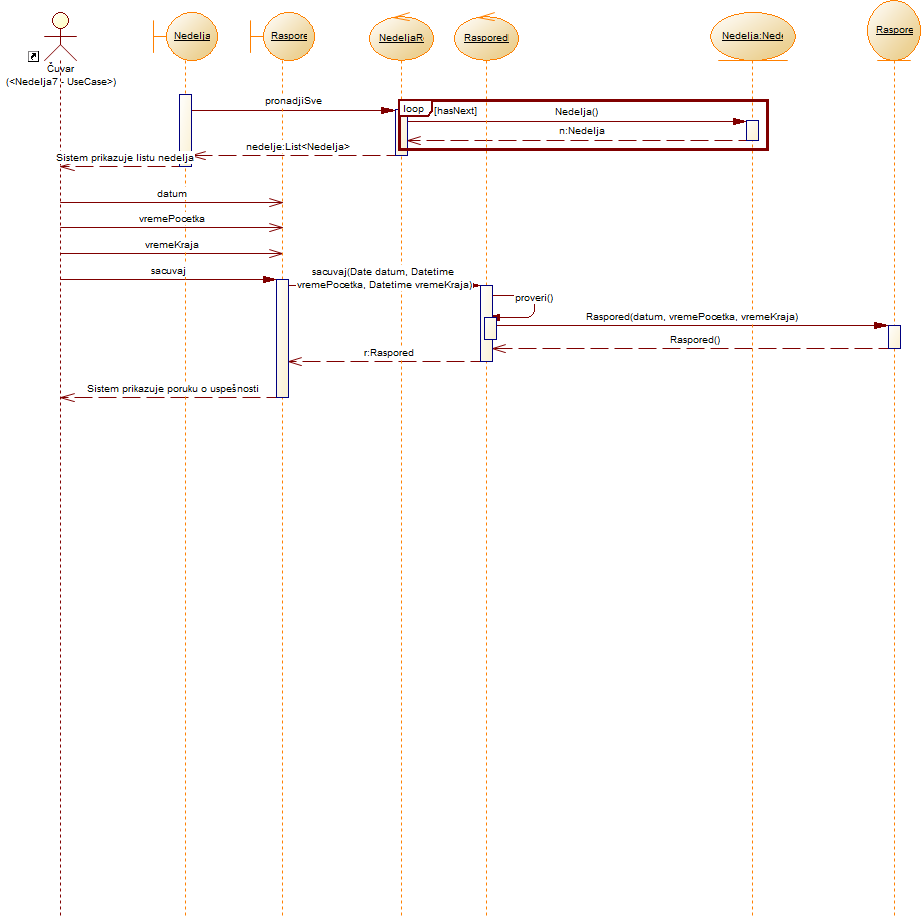 Nedelja
Raspore
NedeljaR
Raspored
Nedelja:Nede
Raspore
Čuvar
(<Nedelja7 - UseCase>)
pronadjiSve
loop
[hasNext]
Nedelja()
n:Nedelja
nedelje:List<Nedelja>
Sistem prikazuje listu nedelja
datum
vremePocetka
vremeKraja
sacuvaj
sacuvaj(Date datum, Datetime
vremePocetka, Datetime vremeKraja)
proveri()
Raspored(datum, vremePocetka, vremeKraja)
Raspored()
r:Raspored
Sistem prikazuje poruku o uspešnosti